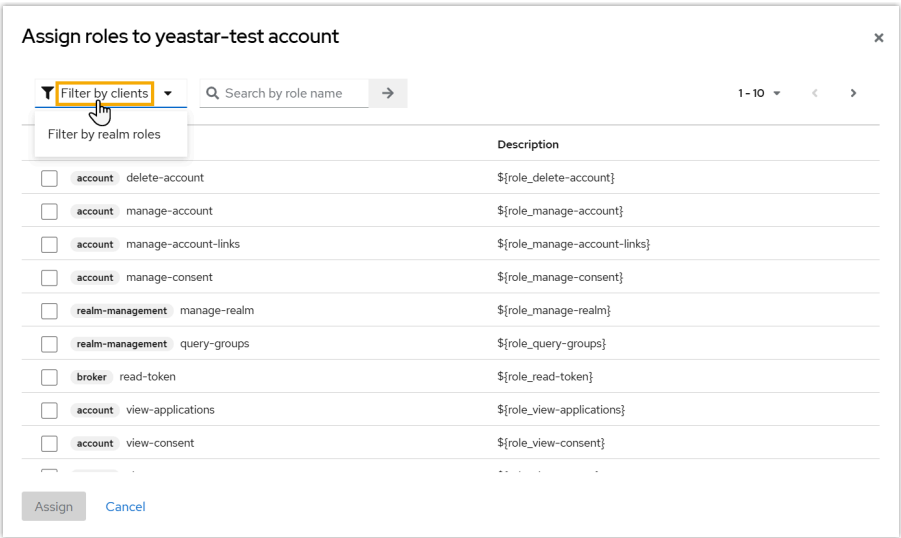 Assign roles to yeastar-test account
Filter by clients
Search by role name
1 - 10
Filter by realm roles
Description
account delete-account ${role_delete-account}
account manage-account ${role_manage-account}
account manage-account-links ${role_manage-account-links}
account manage-consent ${role_manage-consent}
realm-management manage-realm ${role_manage-realm}
realm-management query-groups ${role_query-groups}
broker read-token ${role_read-token}
account view-applications ${role_view-applications}
account view-consent ${role_view-consent}
Assign Cancel